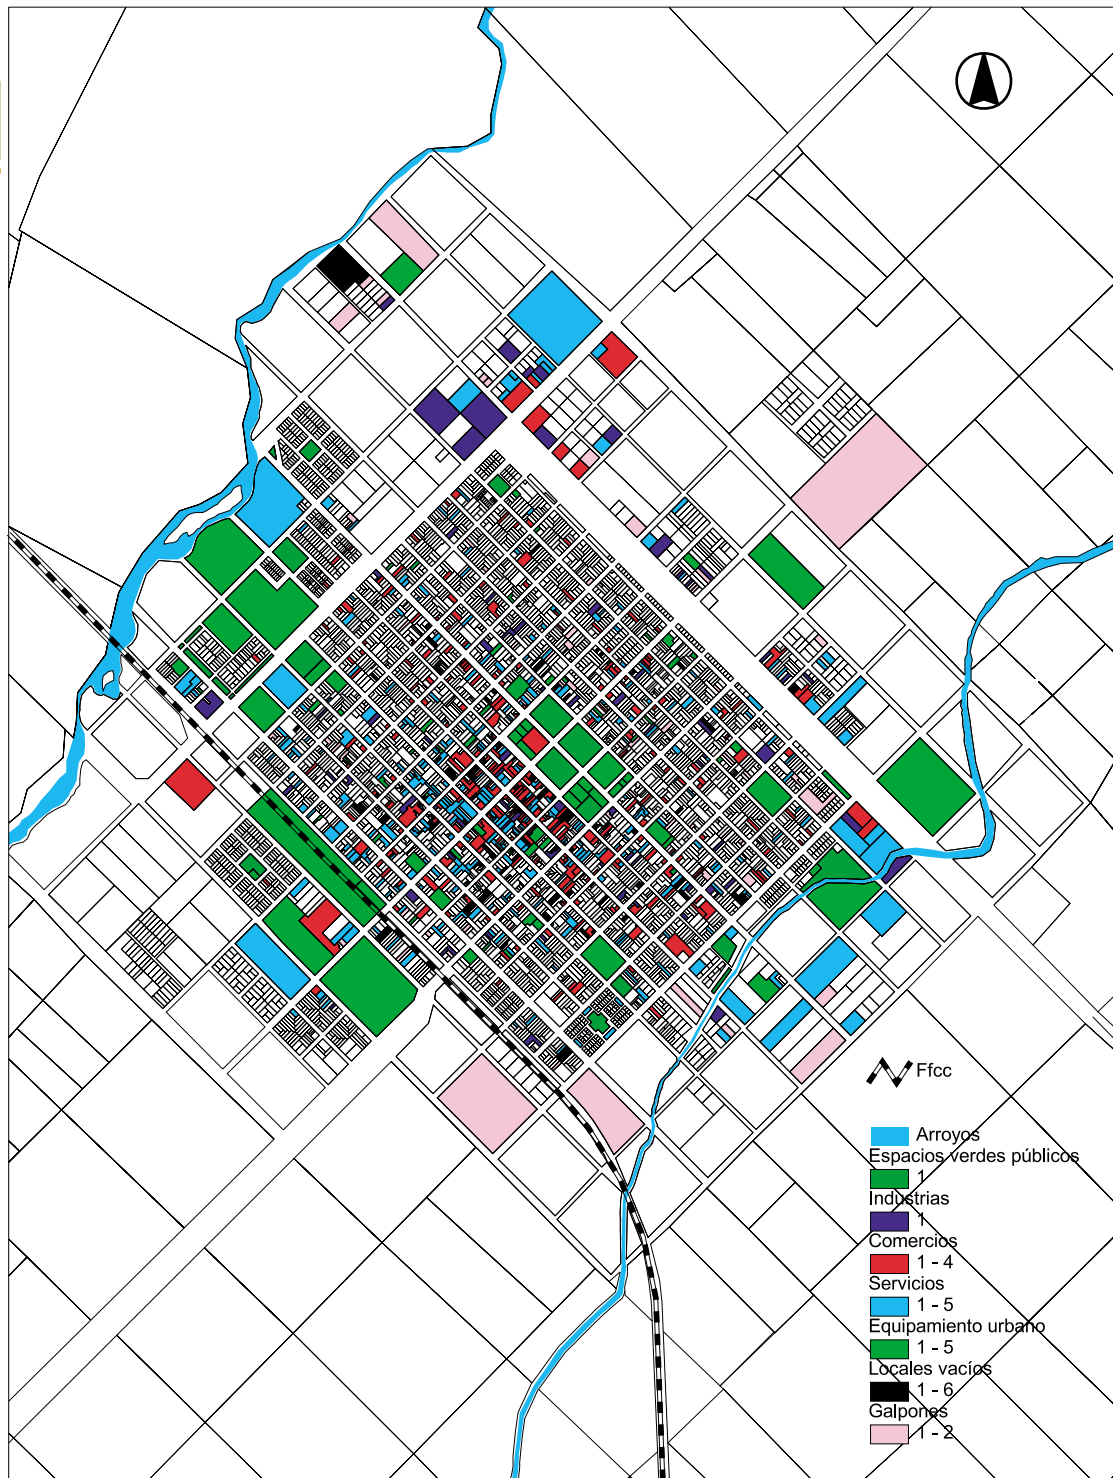 Ffcc
Arroyos
Espacios verdes públicos
1
Industrias
1
Comercios
1 - 4
Servicios
1 - 5
Equipamiento urbano
1 - 5
Locales vacíos
1 - 6
Galpones
1 - 2